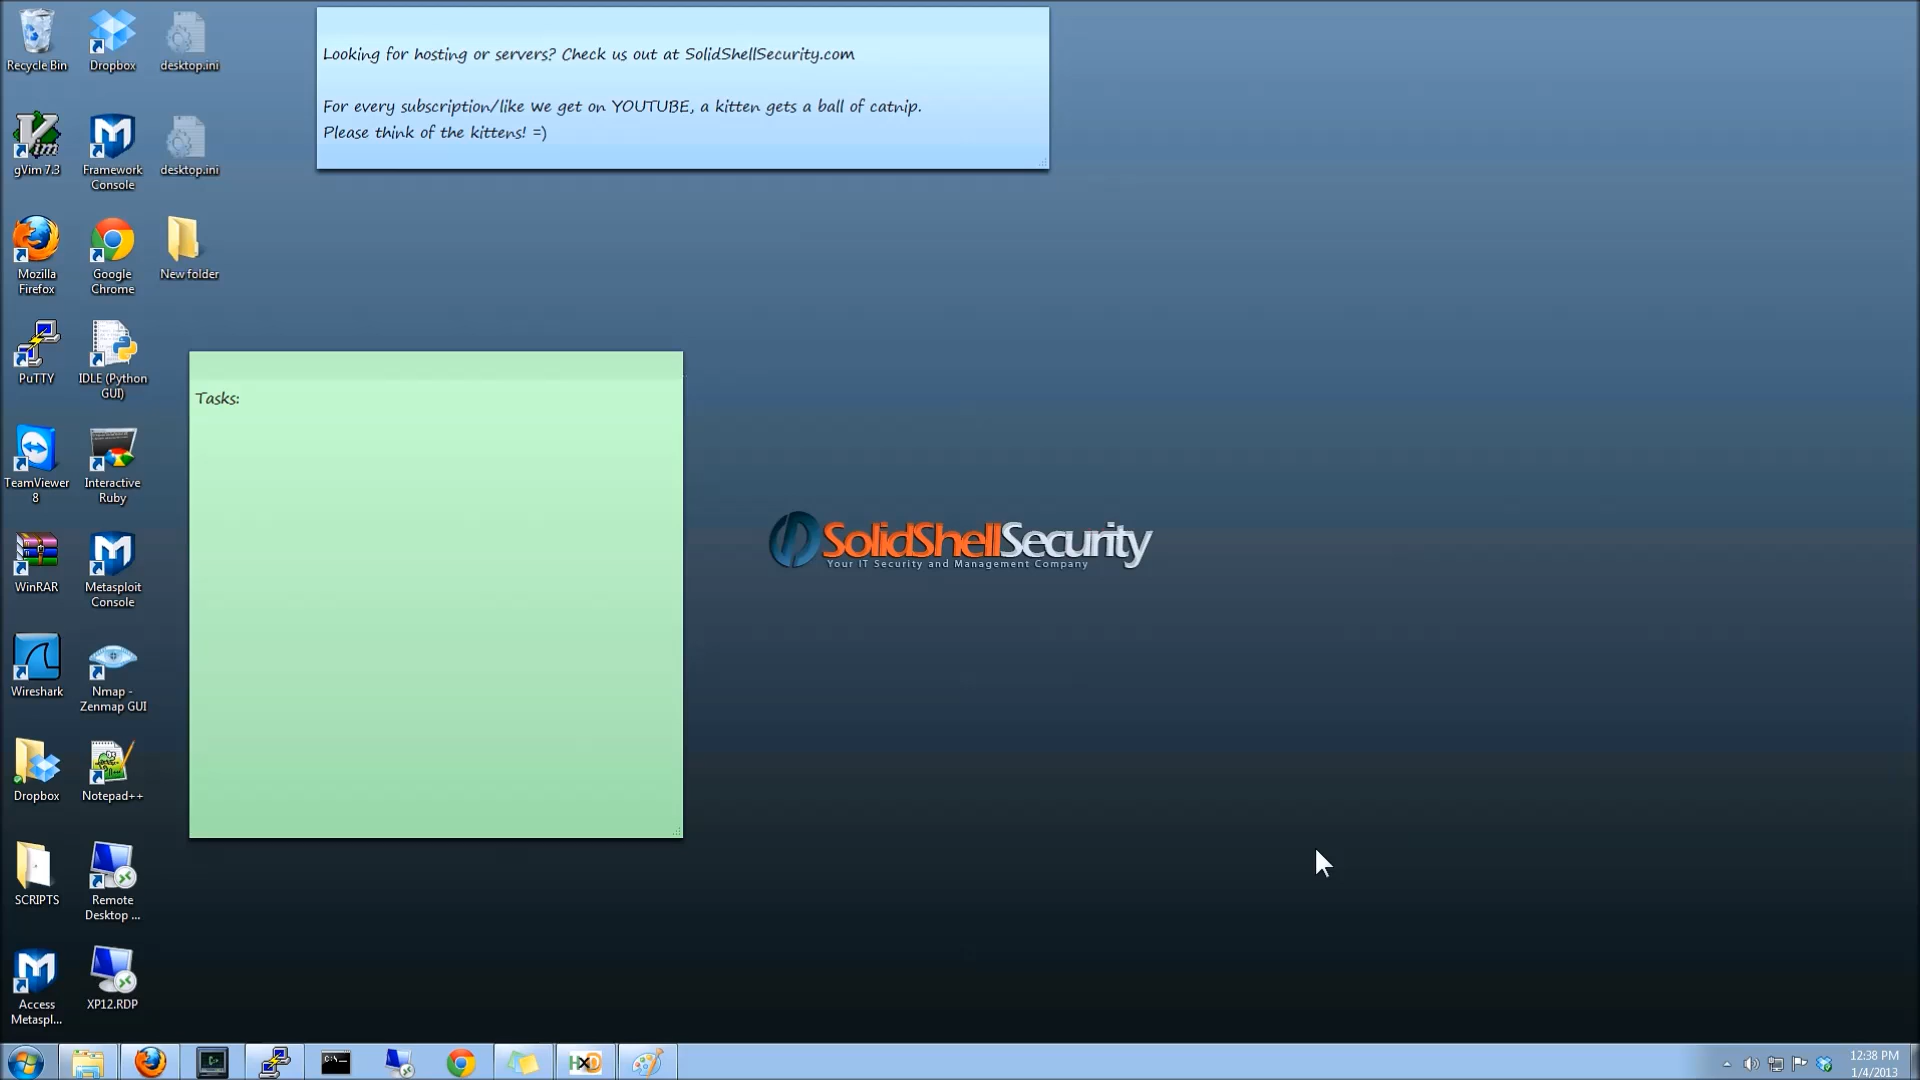 Recycle Bin
Dropbox
desktop.ini
gVim 7.3
Framework
Console
desktop.ini
Mozilla
Firefox
Google
Chrome
New folder
PuTTY
IDLE (Python
GUI)
TeamViewer
8
Interactive
Ruby
WinRAR
Metasploit
Console
Wireshark
Nmap -
Zenmap GUI
Dropbox
Notepad++
SCRIPTS
Remote
Desktop ...
Access
Metaspl...
XP12.RDP
Looking for hosting or servers? Check us out at SolidShellSecurity.com
For every subscription/like we get on YOUTUBE, a kitten gets a ball of catnip.
Please think of the kittens! =)
Tasks:
SolidShellSecurity
Your IT Security and Management Company
C:\
HXD
12:38 PM
1/4/2013